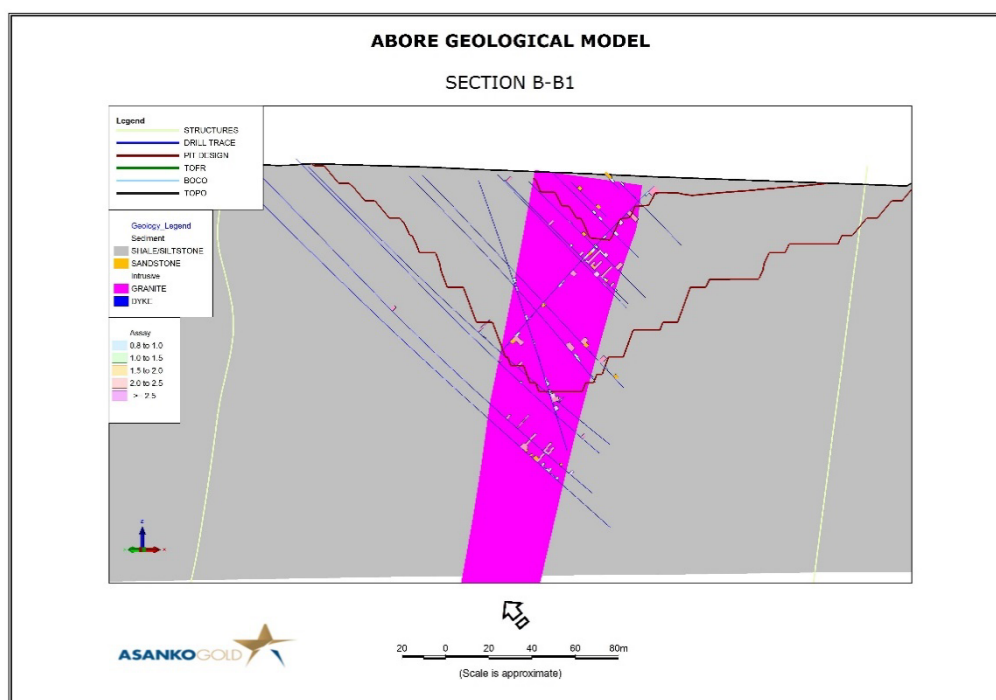 ABORE GEOLOGICAL MODEL
SECTION B-B1
Legend
STRUCTURES
DRILL TRACE
PIT DESIGN
TOFR
BOCO
TOPO
Geology_Legend
Sediment
SHALE/SILTSTONE
SANDSTONE
Intrusive
GRANITE
DYKE
Assay
0.8 to 1.0
1.0 to 1.5
1.5 to 2.0
2.0 to 2.5
> 2.5
Z
ASANKO GOLD
20 0 20 40 60 80m
(Scale is approximate)